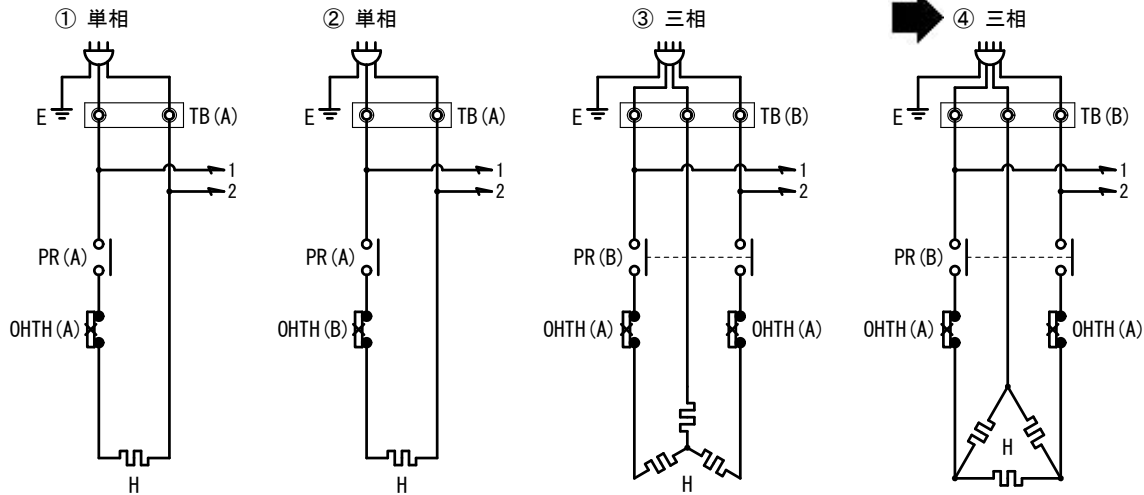 ① 単相
② 単相
③ 三相
④ 三相
E
TB(A)
E
TB(A)
E
TB(B)
E
TB(B)
1
1
1
1
2
2
2
2
PR(A)
PR(A)
PR(B)
PR(B)
OHTH(A)
OHTH(B)
OHTH(A)
OHTH(A)
OHTH(A)
OHTH(A)
H
H
H
H